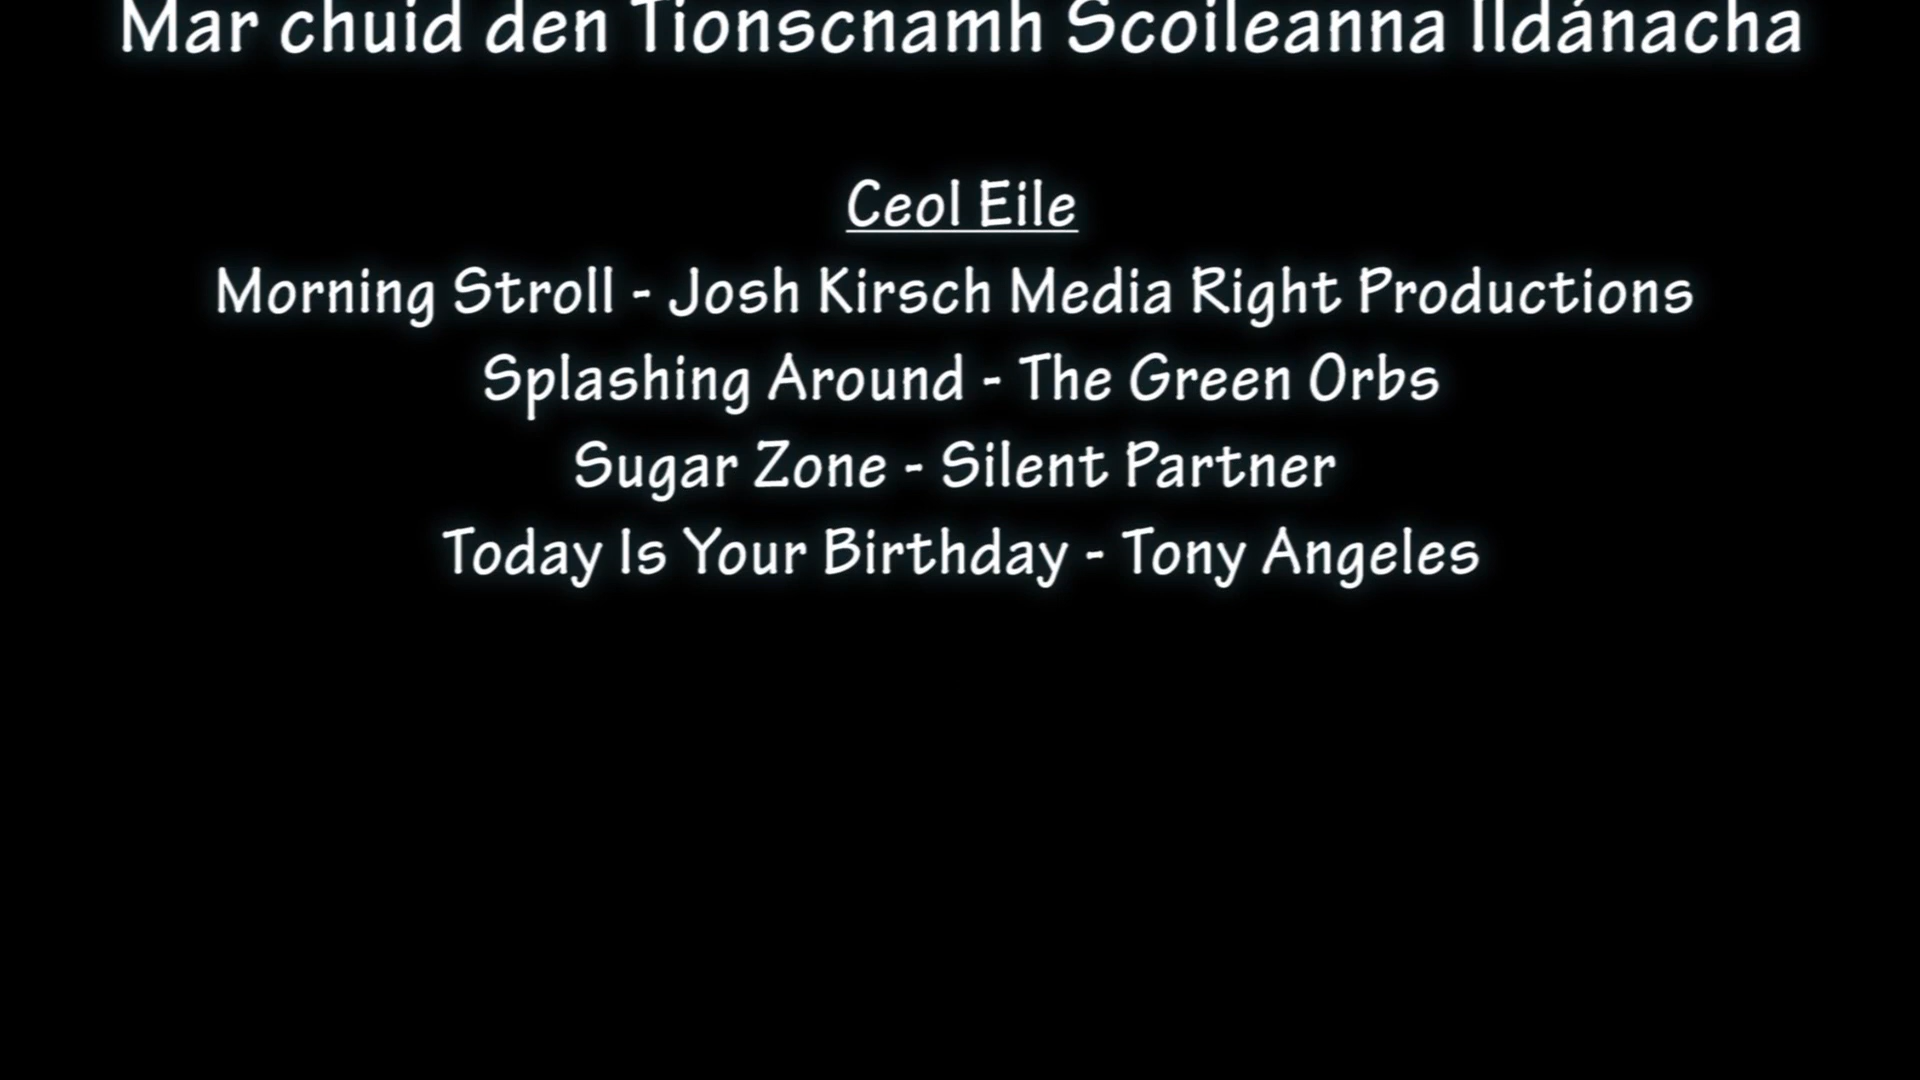 Mar chuid den Tionscnamh Scoileanna Ildánacha
Ceol Eile
Morning Stroll - Josh Kirsch Media Right Productions
Splashing Around - The Green Orbs
Sugar Zone - Silent Partner
Today Is Your Birthday - Tony Angeles